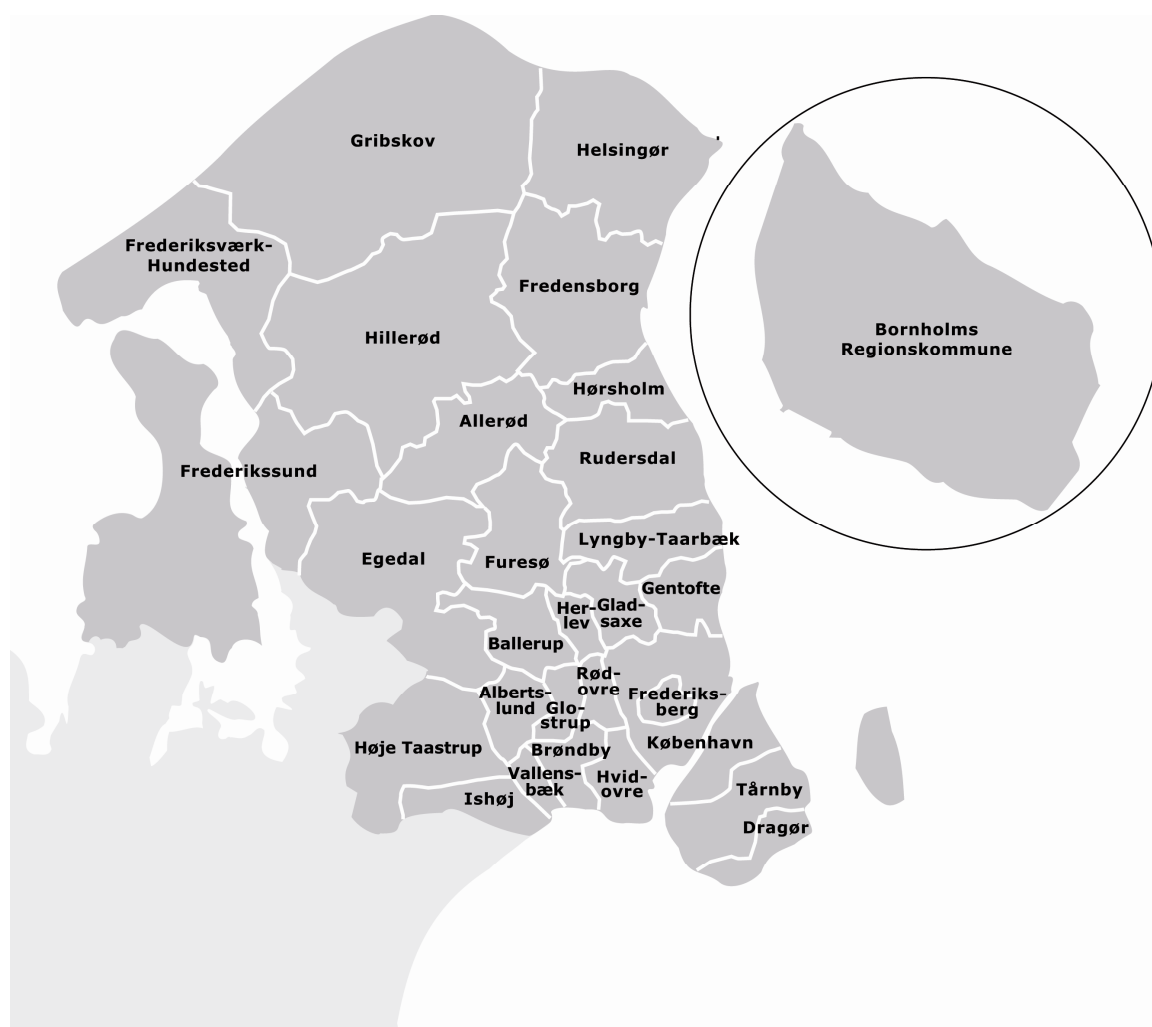 Gribskov
Helsingør
Frederiksværk-
Hundested
Fredensborg
Bornholms
Regionskommune
Hillerød
Hørsholm
Allerød
Rudersdal
Frederikssund
Lyngby-Taarbæk
Egedal
Furesø
Gentofte
Her-
lev
Glad-
saxe
Ballerup
Rød-
ovre
Alberts-
lund
Glo-
strup
Frederiks-
berg
København
Høje Taastrup
Brøndby
Vallens-
bæk
Hvid-
ovre
Ishøj
Tårnby
Dragør